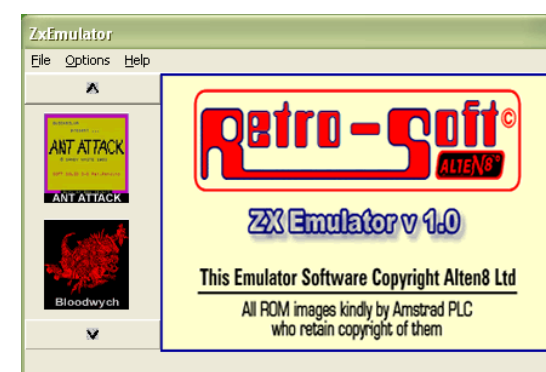 ZxEmulator
File Options Help
ANT ATTACK
ANT ATTACK
Bloodwych
Retro-Soft©
ALTEN8®
ZX Emulator v 1.0
This Emulator Software Copyright Alten8 Ltd
All ROM images kindly by Amstrad PLC
who retain copyright of them